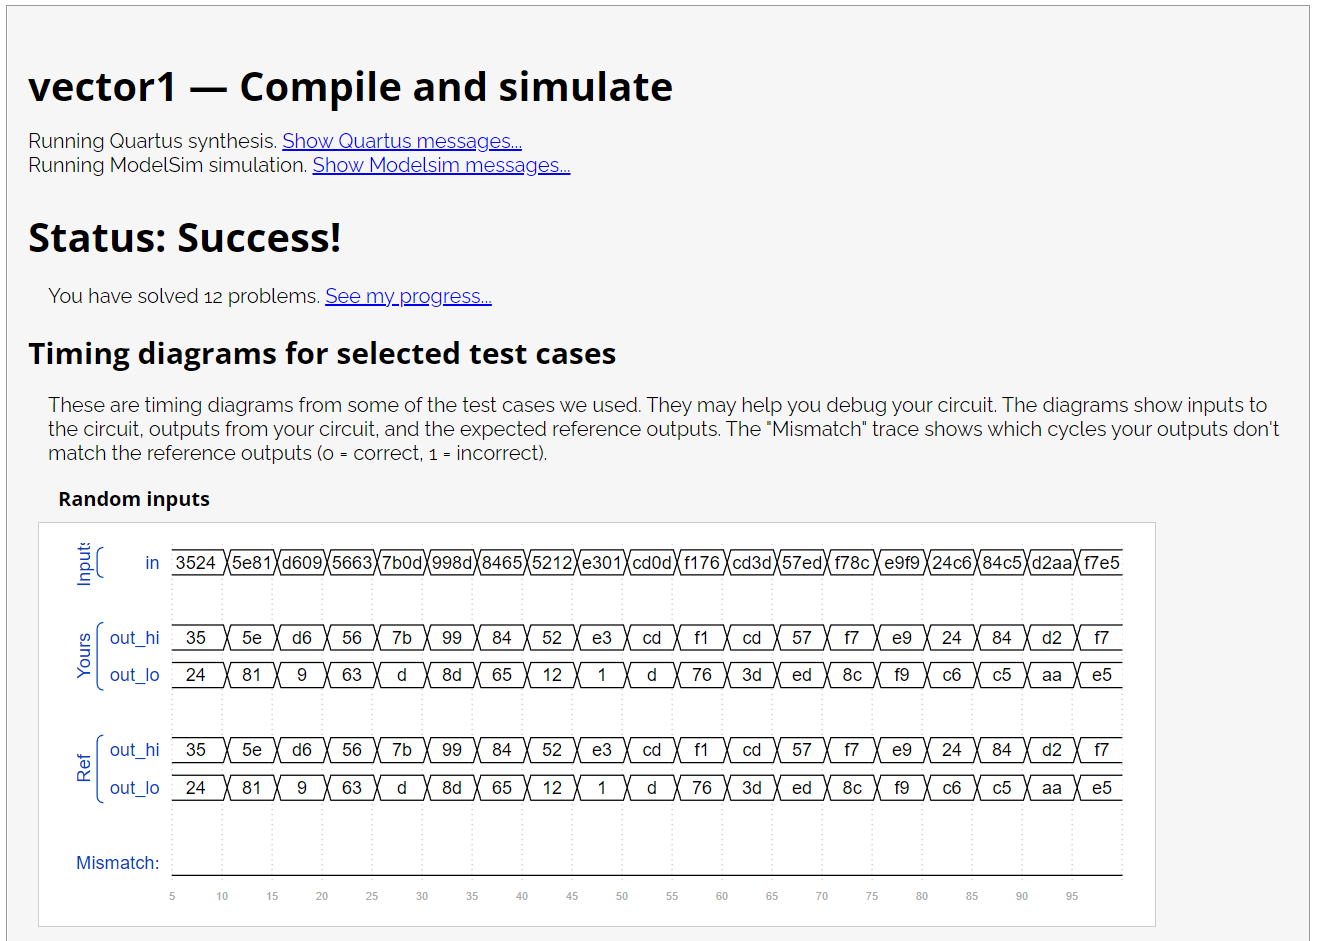 vector1 — Compile and simulate
Running Quartus synthesis. Show Quartus messages...
Running ModelSim simulation. Show Modelsim messages...
Status: Success!
You have solved 12 problems. See my progress...
Timing diagrams for selected test cases
These are timing diagrams from some of the test cases we used. They may help you debug your circuit. The diagrams show inputs to
the circuit, outputs from your circuit, and the expected reference outputs. The "Mismatch" trace shows which cycles your outputs don't
match the reference outputs (0 = correct, 1 = incorrect).
Random inputs
Inputs in 3524 5e81 d609 5663 7b0d 998d 8465 5212 e301 cd0d f176 cd3d 57ed f78c e9f9 24c6 84c5 d2aa f7e5
Yours
out_hi 35 5e d6 56 7b 99 84 52 e3 cd f1 cd 57 f7 e9 24 84 d2 f7
out_lo 24 81 9 63 d 8d 65 12 1 d 76 3d ed 8c f9 c6 c5 aa e5
Ref
out_hi 35 5e d6 56 7b 99 84 52 e3 cd f1 cd 57 f7 e9 24 84 d2 f7
out_lo 24 81 9 63 d 8d 65 12 1 d 76 3d ed 8c f9 c6 c5 aa e5
Mismatch:
5 10 15 20 25 30 35 40 45 50 55 60 65 70 75 80 85 90 95